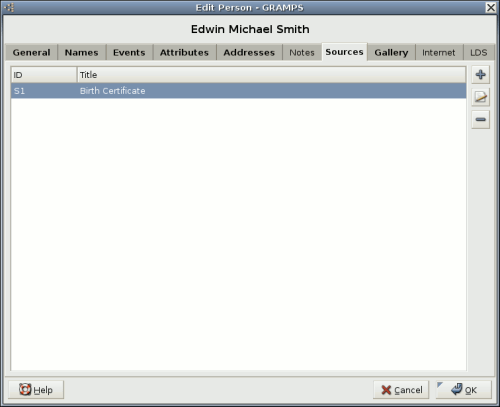 Edit Person - GRAMPS
Edwin Michael Smith
General Names Events Attributes Addresses Sources Gallery Notes Internet LDS
ID Title
S1 Birth Certificate
Help Cancel OK